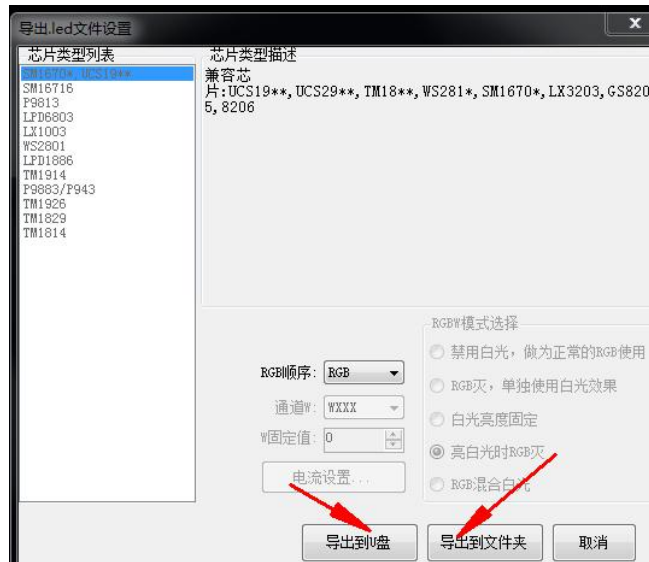 导出.led文件设置
x
芯片类型列表
SM1670*,UCS19**
SM16716
P9813
LPD6803
LX1003
WS2801
LPD1886
TM1914
P9883/P943
TM1926
TM1829
TM1814
芯片类型描述
兼容芯
片:UCS19**,UCS29**,TM18**,WS281*,SM1670*,LX3203,GS820
5,8206
RGB顺序: RGB
通道W: WXXX
W固定值: 0
电流设置...
RGBW模式选择
禁用白光，做为正常的RGB使用
RGB灭，单独使用白光效果
白光亮度固定
亮白光时RGB灭
RGB混合白光
导出到U盘 导出到文件夹 取消